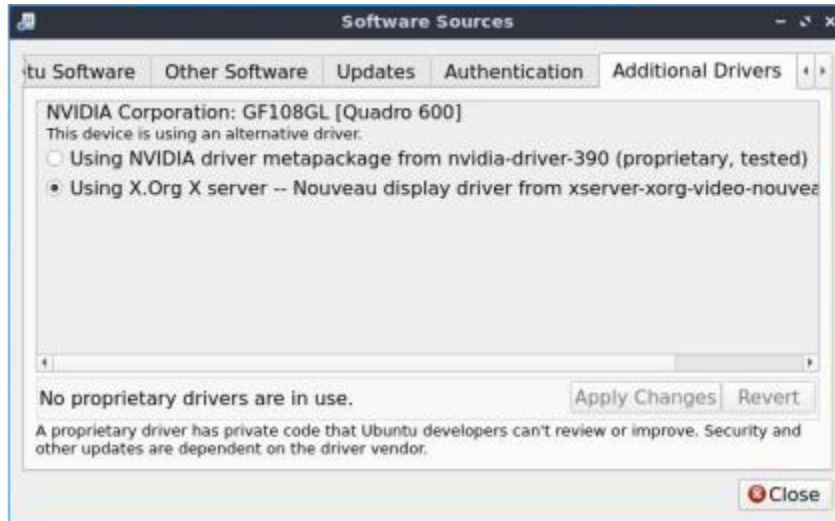 Software Sources
tu Software Other Software Updates Authentication Additional Drivers
NVIDIA Corporation: GF108GL [Quadro 600]
This device is using an alternative driver.
Using NVIDIA driver metapackage from nvidia-driver-390 (proprietary, tested)
Using X.Org X server -- Nouveau display driver from xserver-xorg-video-nouvea
No proprietary drivers are in use. Apply Changes Revert
A proprietary driver has private code that Ubuntu developers can't review or improve. Security and
other updates are dependent on the driver vendor.
Close